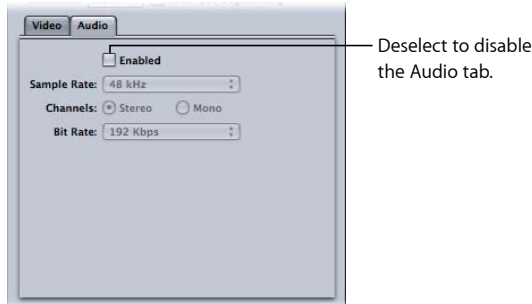 Video Audio
Enabled
Deselect to disable
the Audio tab.
Sample Rate: 48 kHz
Channels: Stereo Mono
Bit Rate: 192 Kbps